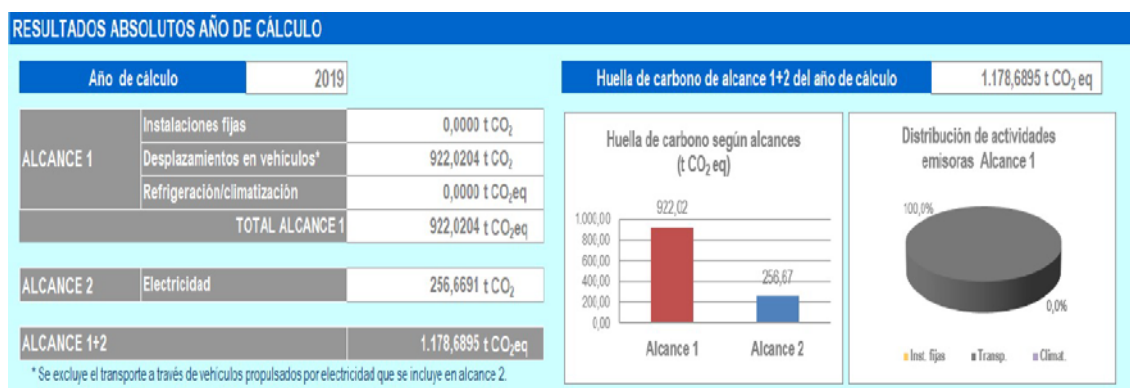 RESULTADOS ABSOLUTOS AÑO DE CÁLCULO
Año de cálculo 2019
Huella de carbono de alcance 1+2 del año de cálculo 1.178,6895 t CO₂ eq
ALCANCE 1
Instalaciones fijas 0,0000 t CO₂
Desplazamientos en vehículos* 922,0204 t CO₂
Refrigeración/climatización 0,0000 t CO₂eq
TOTAL ALCANCE 1 922,0204 t CO₂eq
ALCANCE 2 Electricidad 256,6691 t CO₂
ALCANCE 1+2 1.178,6895 t CO₂eq
* Se excluye el transporte a través de vehículos propulsados por electricidad que se incluye en alcance 2.
Huella de carbono según alcances
(t CO₂ eq)
922,02
1.000,00
800,00
600,00
400,00
256,67
200,00
0,00
Alcance 1 Alcance 2
Distribución de actividades
emisoras Alcance 1
100,0%
0,0%
Inst. fijas Transp. Climat.